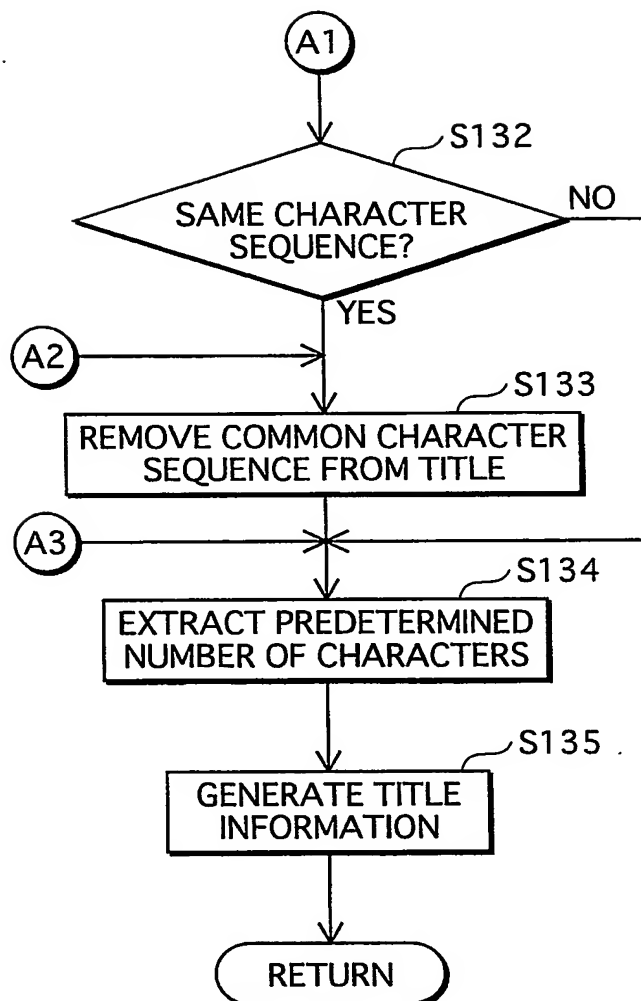 A1
S132
NO
SAME CHARACTER
SEQUENCE?
YES
A2
S133
REMOVE COMMON CHARACTER
SEQUENCE FROM TITLE
A3
S134
EXTRACT PREDETERMINED
NUMBER OF CHARACTERS
S135
GENERATE TITLE
INFORMATION
RETURN